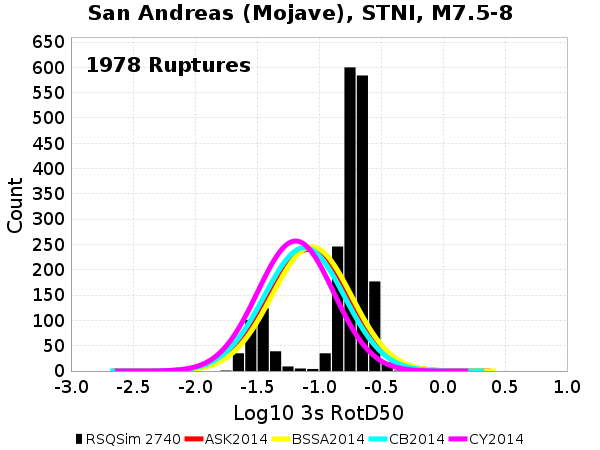 San Andreas (Mojave), STNI, M7.5-8
1978 Ruptures
650
600
550
500
450
400
350
300
250
200
150
100
50
0
Count
-3.0 -2.5 -2.0 -1.5 -1.0 -0.5 0.0 0.5 1.0
Log10 3s RotD50
RSQSim 2740 ASK2014 BSSA2014 CB2014 CY2014